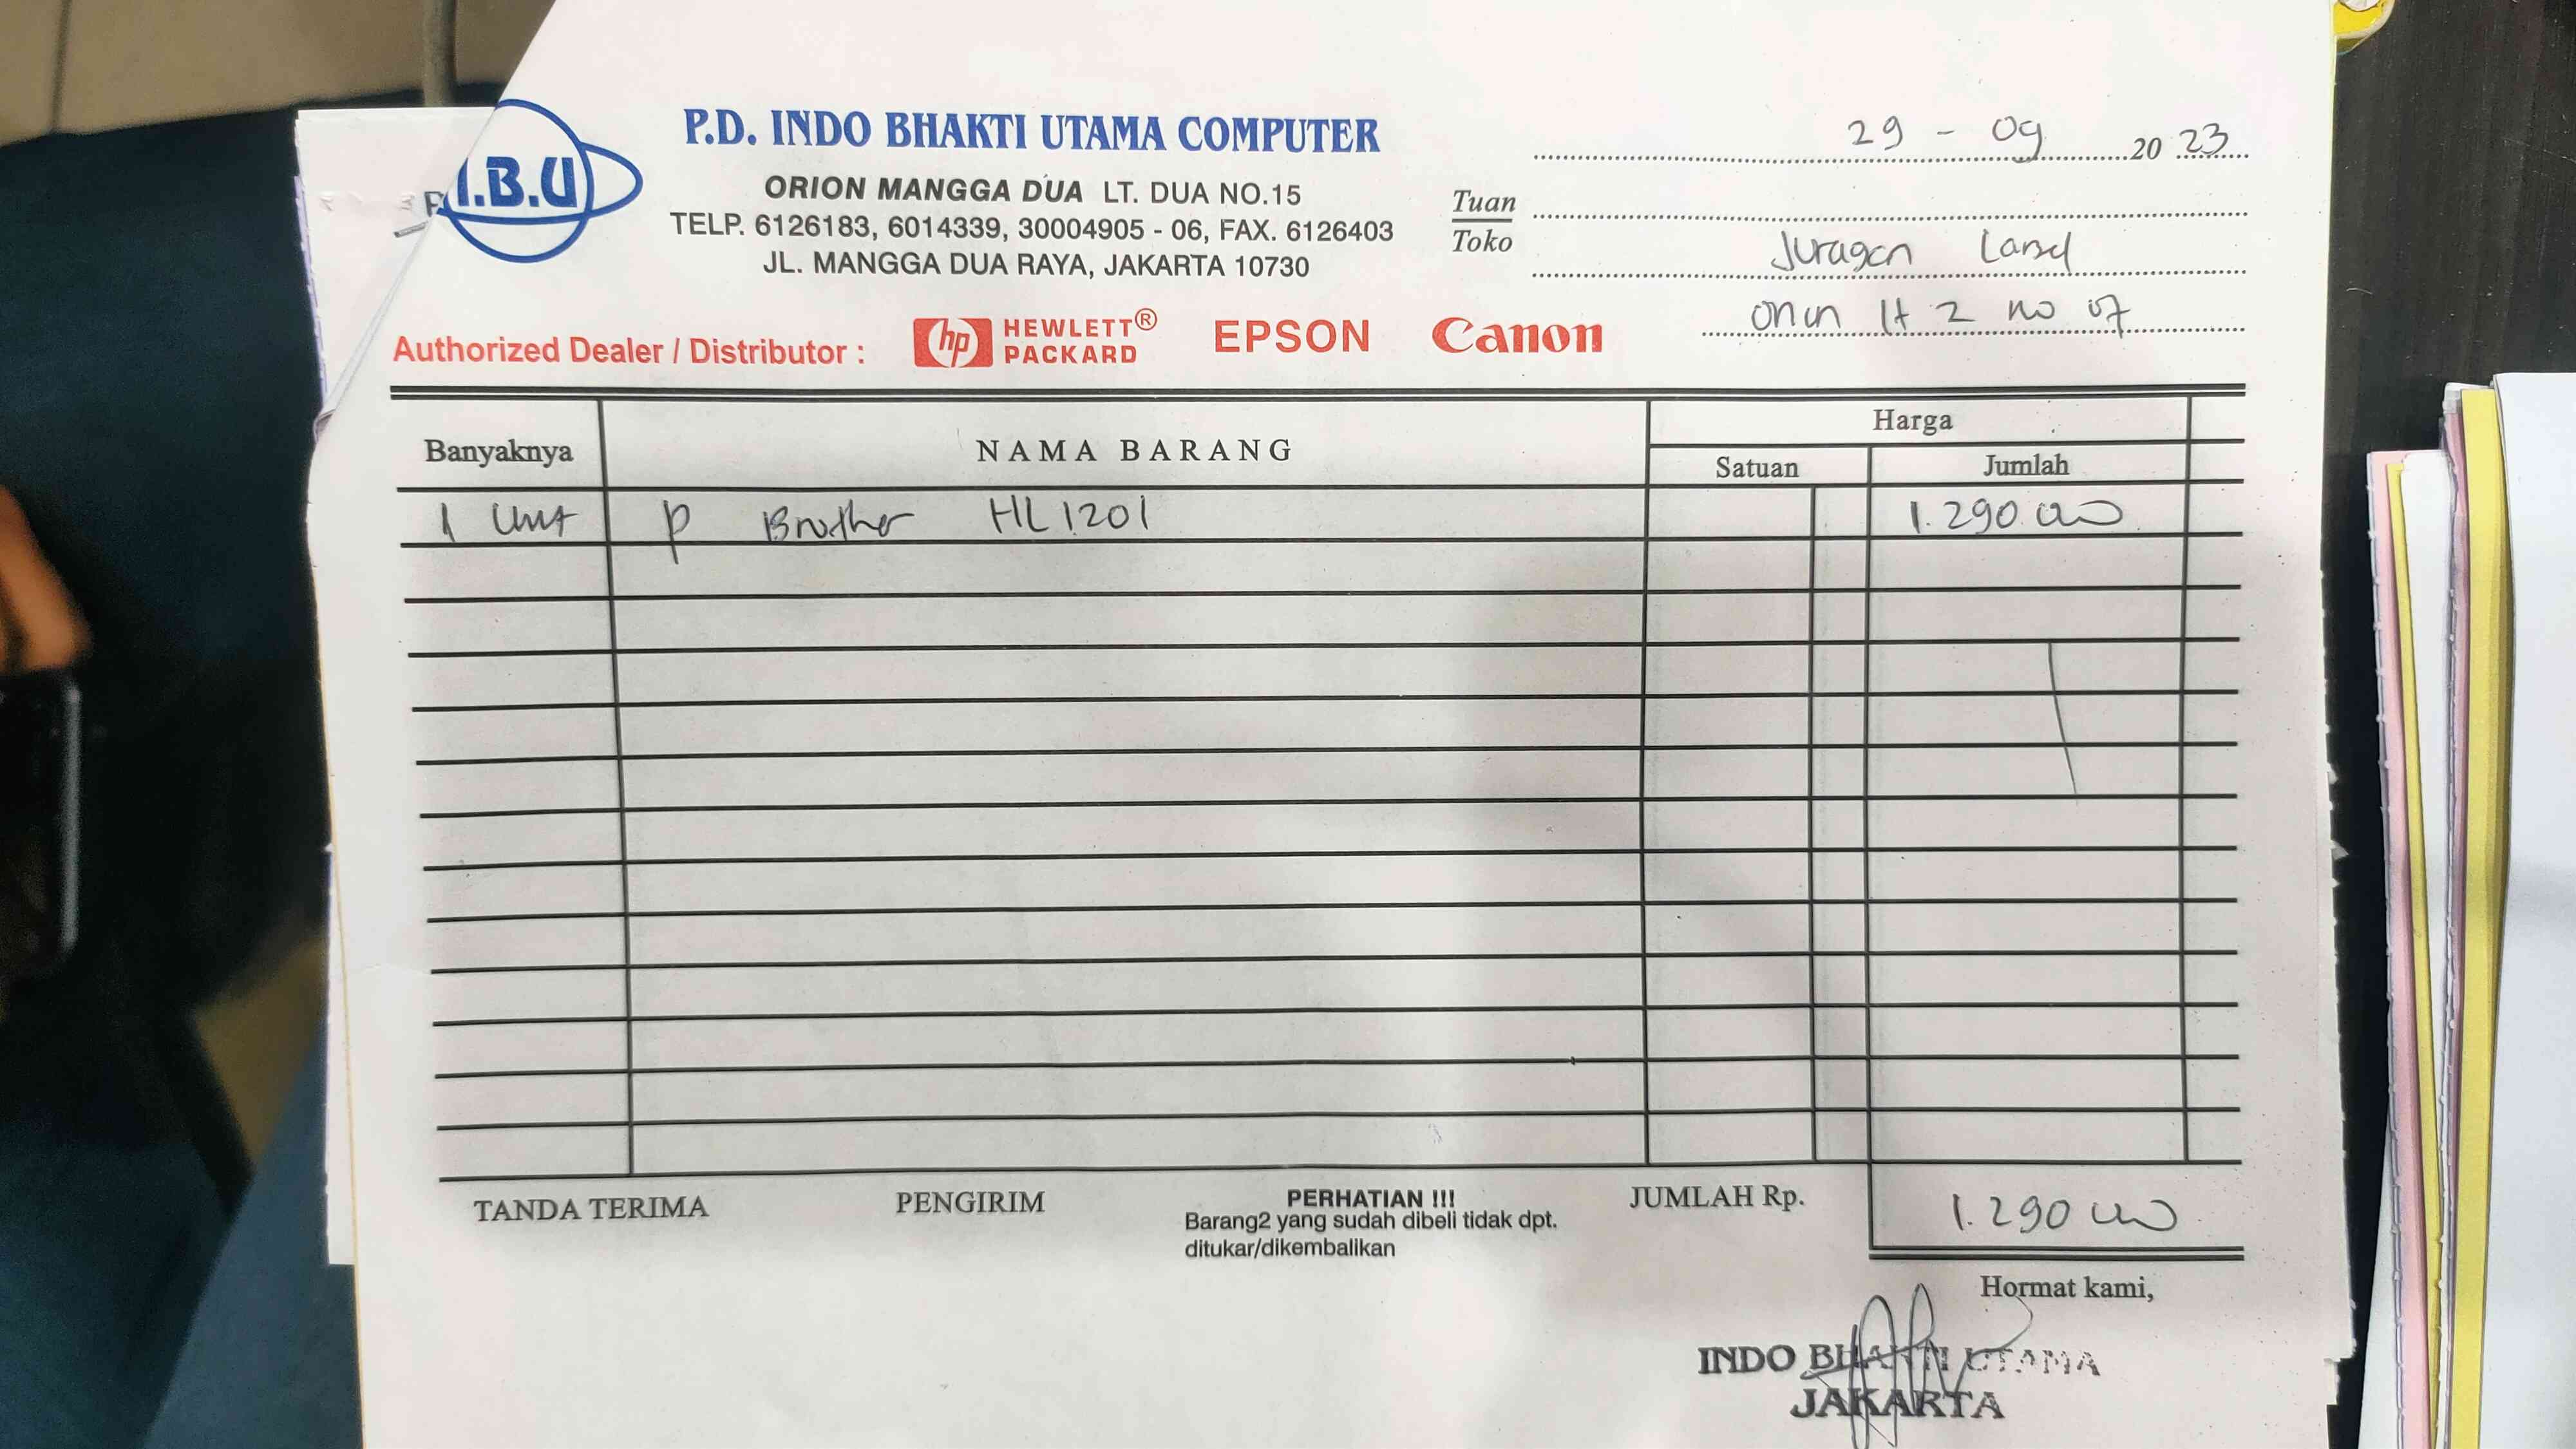 I.B.U
P.D. INDO BHAKTI UTAMA COMPUTER
ORION MANGGA DUA LT. DUA NO.15
TELP. 6126183, 6014339, 30004905 - 06, FAX. 6126403
JL. MANGGA DUA RAYA, JAKARTA 10730
29 - 09 20 23
Tuan
Toko
Juragan
lt 2 no 07
Authorized Dealer / Distributor : hp HEWLETT® PACKARD EPSON Canon
Banyaknya NAMA BARANG Harga
Satuan Jumlah
1 Unit p Brother HL1201 1.290.000
TANDA TERIMA PENGIRIM PERHATIAN !!! JUMLAH Rp. 1.290.000
Barang2 yang sudah dibeli tidak dpt.
ditukar/dikembalikan
Hormat kami,
INDO BHAKTI UTAMA
JAKARTA